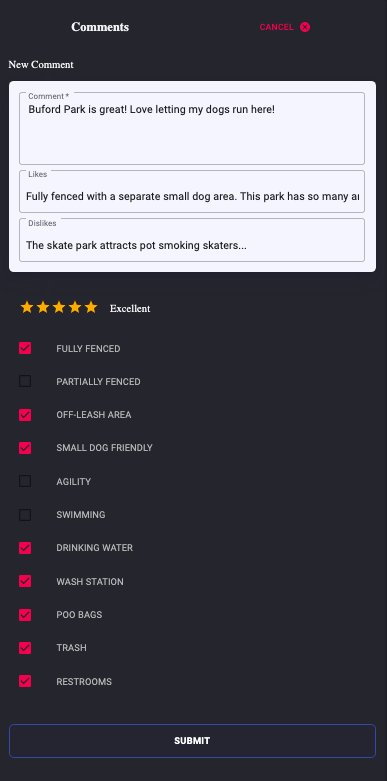 Comments
CANCEL
New Comment
Comment *
Buford Park is great! Love letting my dogs run here!
Likes
Fully fenced with a separate small dog area. This park has so many
Dislikes
The skate park attracts pot smoking skaters...
Excellent
FULLY FENCED
PARTIALLY FENCED
OFF-LEASH AREA
SMALL DOG FRIENDLY
AGILITY
SWIMMING
DRINKING WATER
WASH STATION
POO BAGS
TRASH
RESTROOMS
SUBMIT